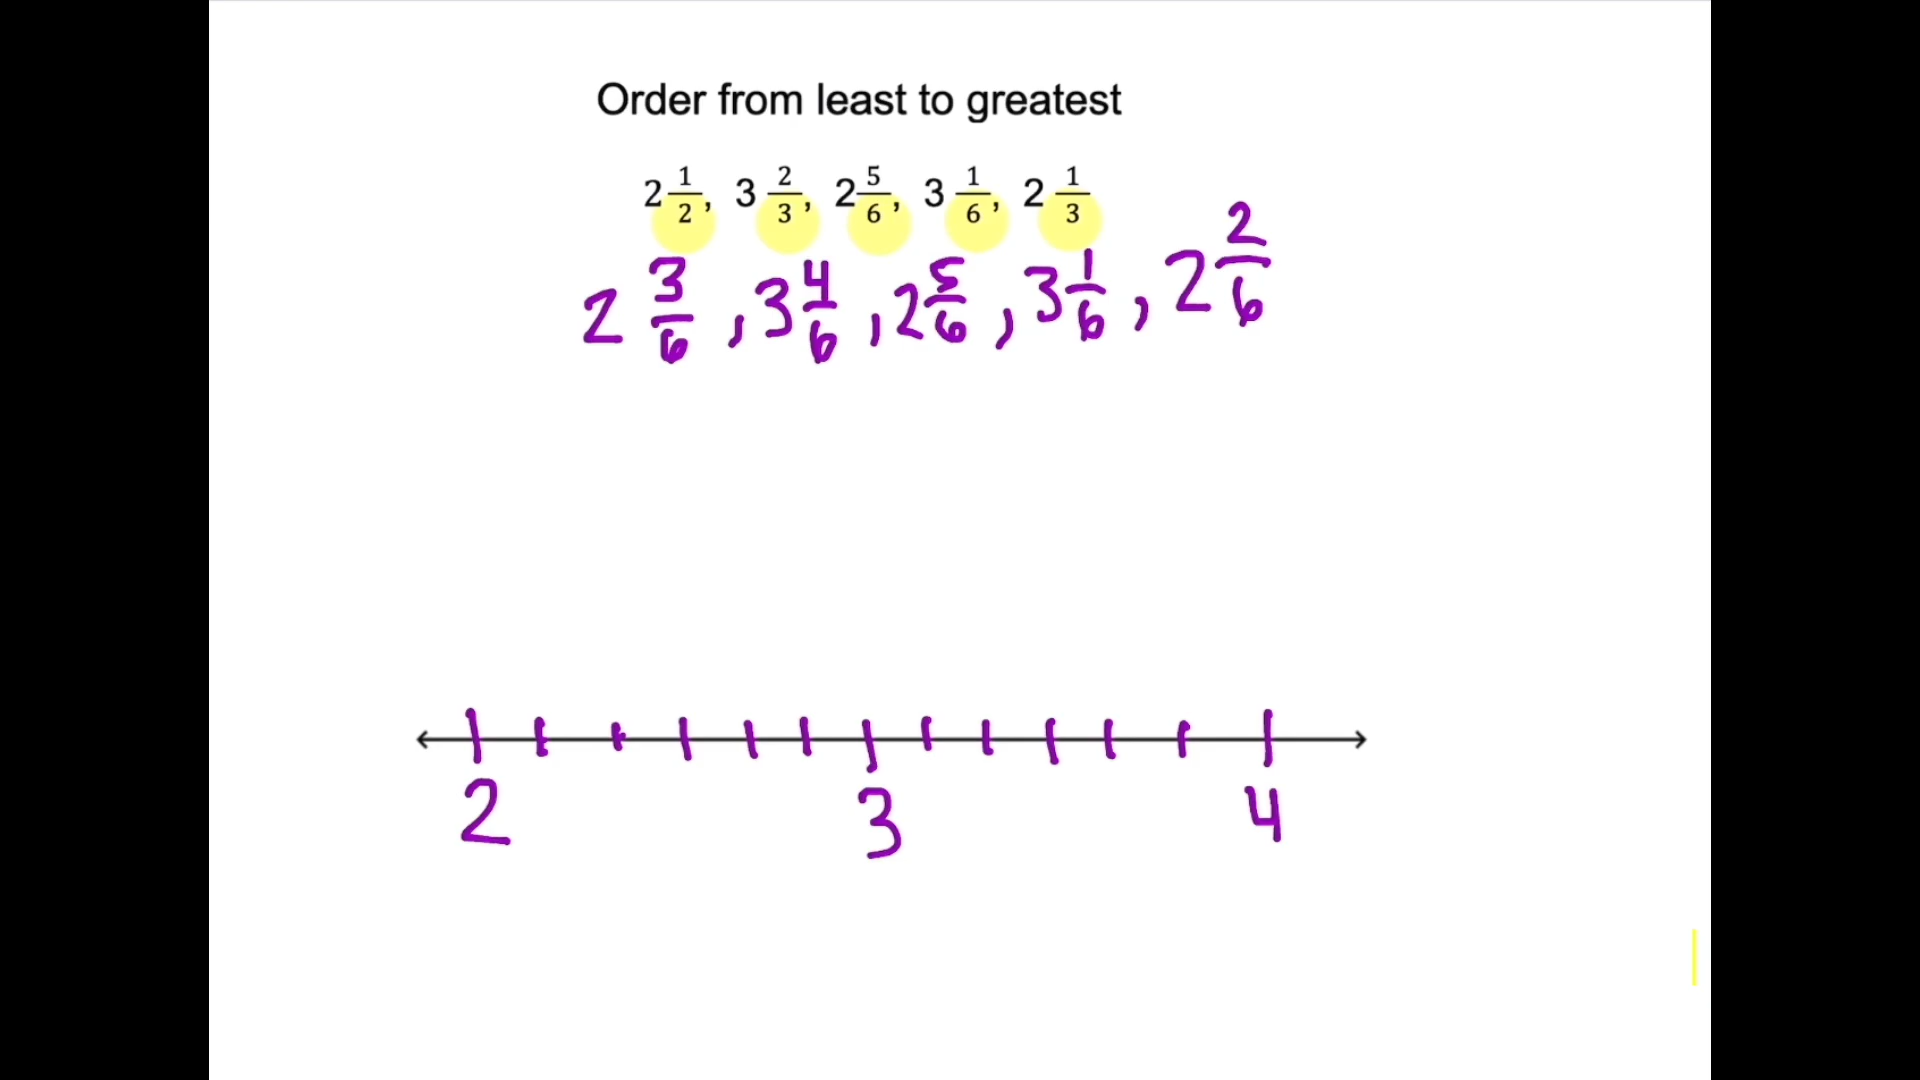 Order from least to greatest
2 1/2, 3 2/3, 2 5/6, 3 1/6, 2 1/3
2 3/6, 3 4/6, 2 5/6, 3 1/6, 2 2/6
2 3 4